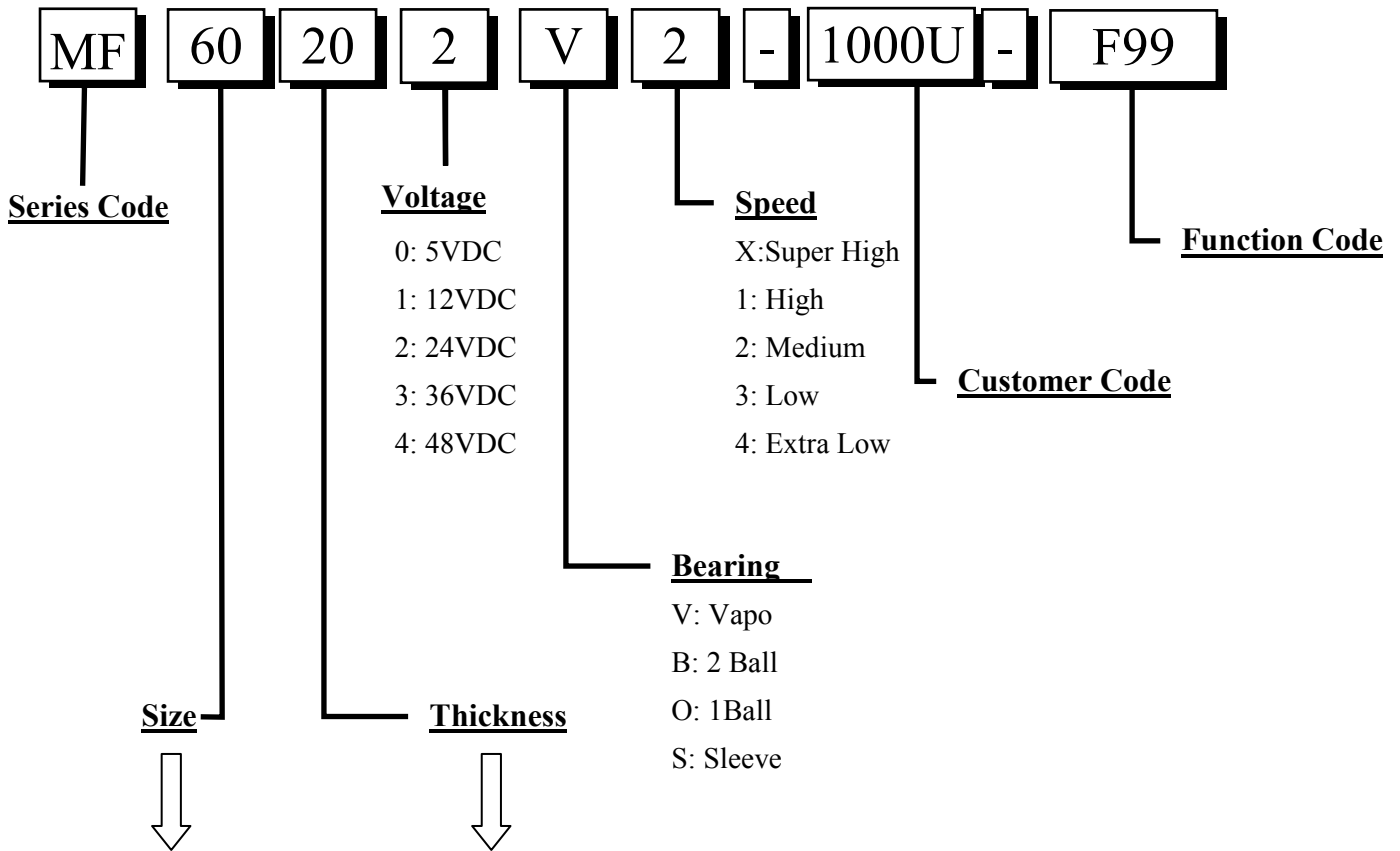 MF 60 20 2 V 2 - 1000U - F99
Series Code
Voltage
0: 5VDC
1: 12VDC
2: 24VDC
3: 36VDC
4: 48VDC
Speed
X:Super High
1: High
2: Medium
3: Low
4: Extra Low
Function Code
Customer Code
Bearing
V: Vapo
B: 2 Ball
O: 1Ball
S: Sleeve
Size
Thickness